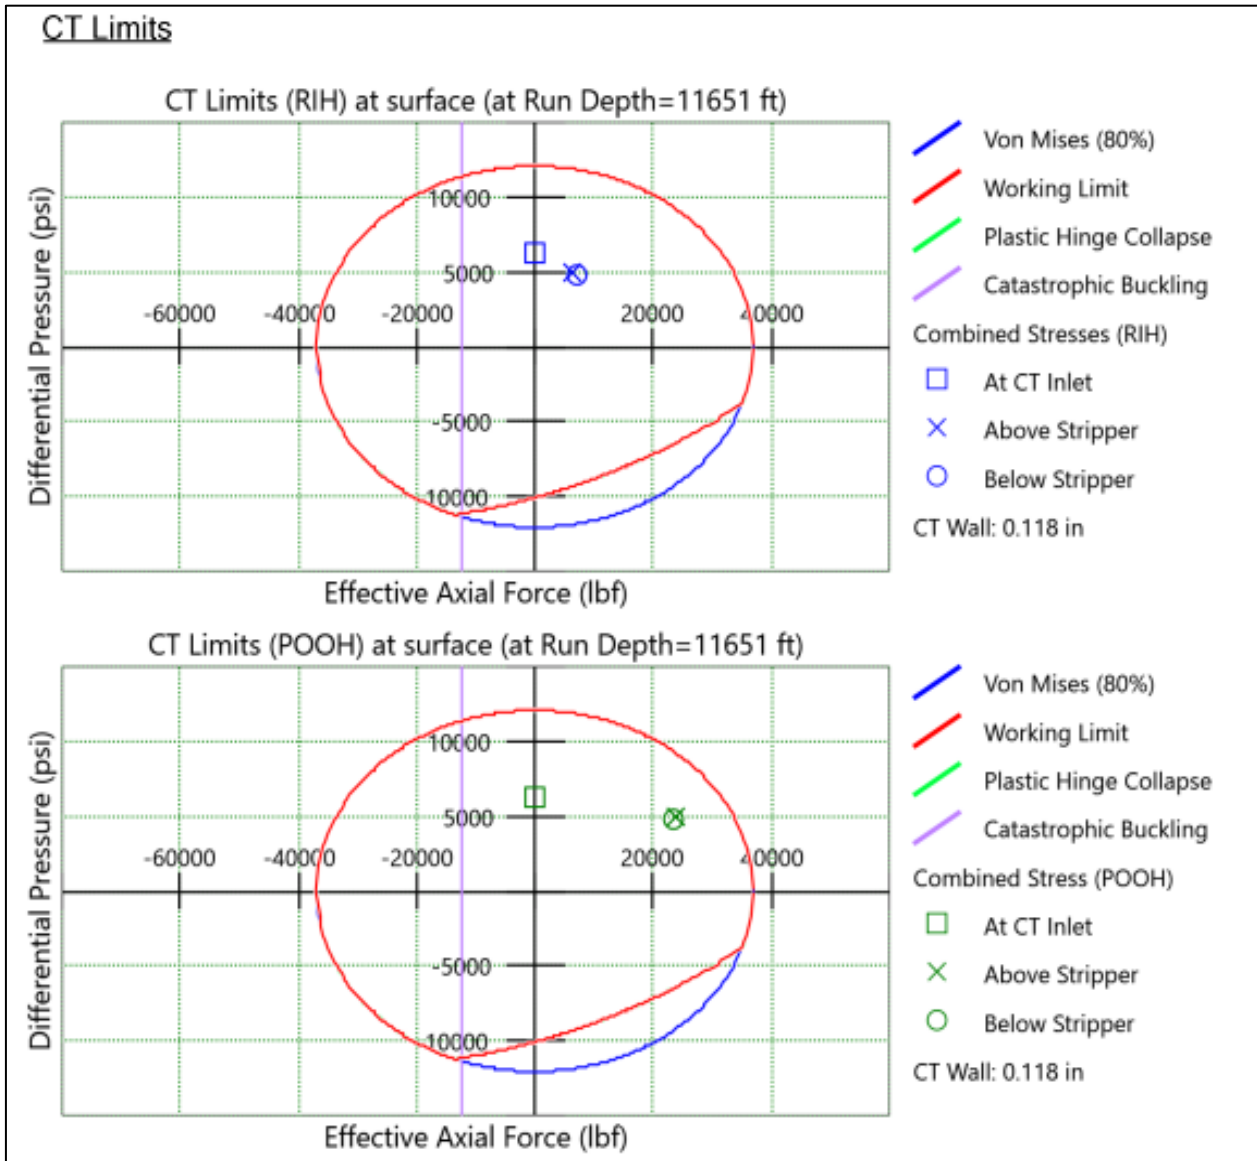 CT Limits
CT Limits (RIH) at surface (at Run Depth=11651 ft)
Differential Pressure (psi)
10000
5000
-60000 -40000 -20000 20000 40000
-5000
-10000
Effective Axial Force (lbf)
Von Mises (80%)
Working Limit
Plastic Hinge Collapse
Catastrophic Buckling
Combined Stresses (RIH)
At CT Inlet
Above Stripper
Below Stripper
CT Wall: 0.118 in
CT Limits (POOH) at surface (at Run Depth=11651 ft)
Differential Pressure (psi)
10000
5000
-60000 -40000 -20000 20000 40000
-5000
-10000
Effective Axial Force (lbf)
Von Mises (80%)
Working Limit
Plastic Hinge Collapse
Catastrophic Buckling
Combined Stress (POOH)
At CT Inlet
Above Stripper
Below Stripper
CT Wall: 0.118 in